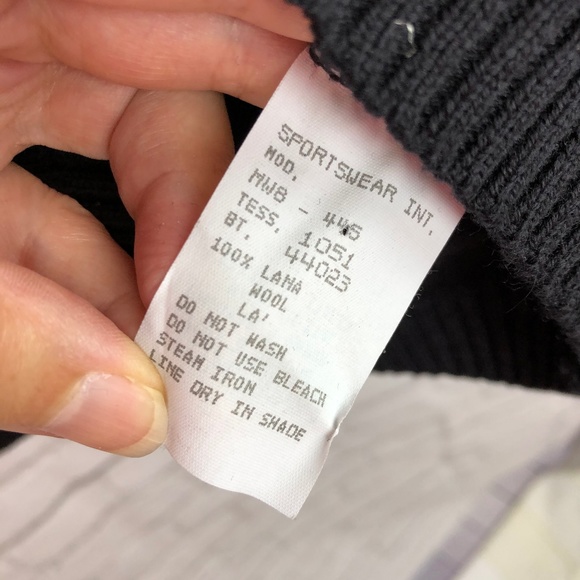 SPORTSWEAR INT.
MOD.
MW8 - 446
TESS. 1051
BT. 44023
100% LANA
WOOL
LA'
DO NOT WASH
DO NOT USE BLEACH
STEAM IRON
LINE DRY IN SHADE